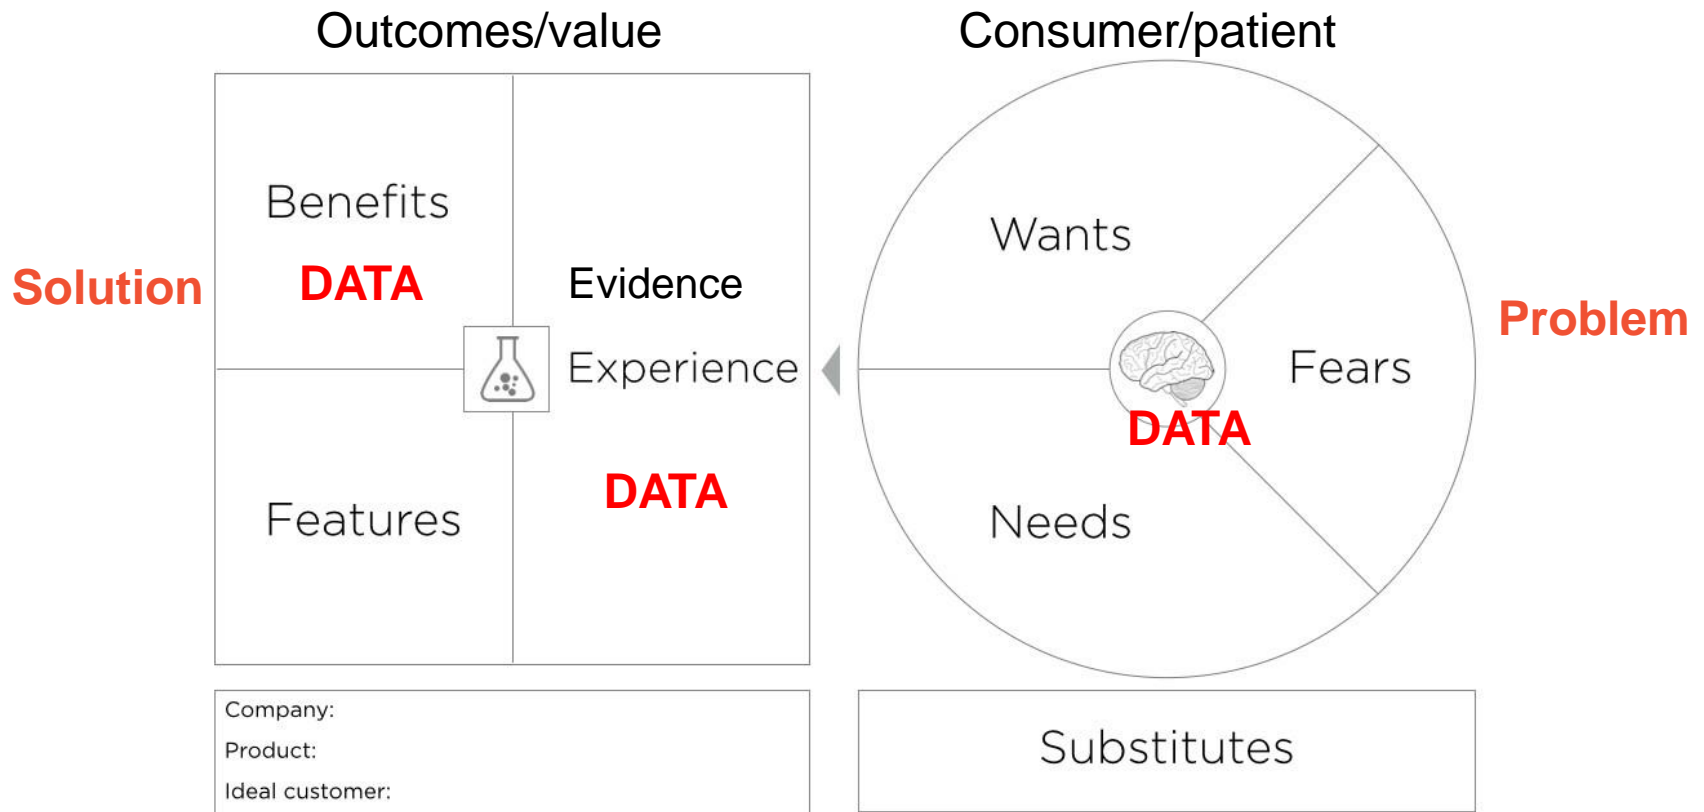 Outcomes/value
Consumer/patient
Solution
Benefits
DATA
Evidence
Experience
Features
DATA
Wants
Fears
DATA
Needs
Problem
Company:
Product:
Ideal customer:
Substitutes